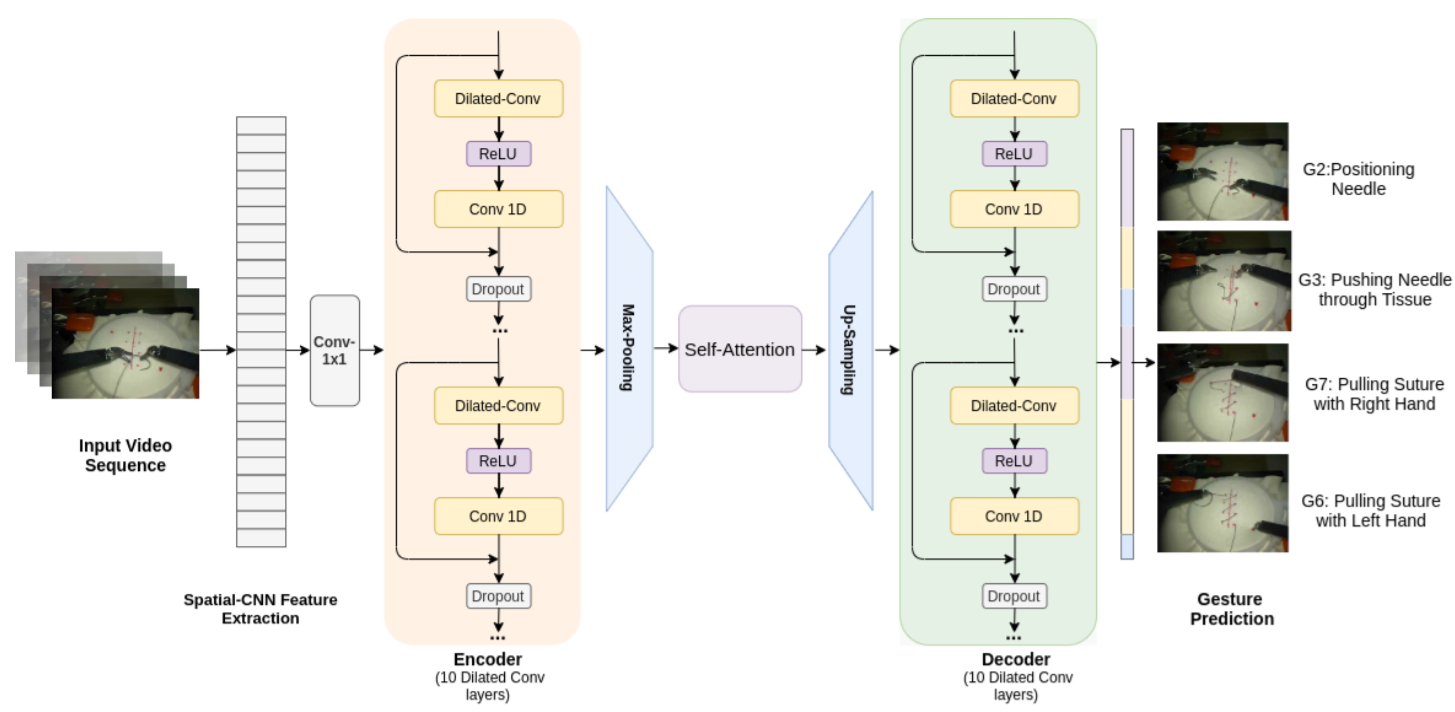 Input Video
Sequence
Spatial-CNN Feature
Extraction
Conv-
1x1
Dilated-Conv
ReLU
Conv 1D
Dropout
...
Dilated-Conv
ReLU
Conv 1D
Dropout
...
Encoder
(10 Dilated Conv
layers)
Max-Pooling
Self-Attention
Up-Sampling
Dilated-Conv
ReLU
Conv 1D
Dropout
...
Dilated-Conv
ReLU
Conv 1D
Dropout
...
Decoder
(10 Dilated Conv
layers)
G2:Positioning
Needle
G3: Pushing Needle
through Tissue
G7: Pulling Suture
with Right Hand
G6: Pulling Suture
with Left Hand
Gesture
Prediction